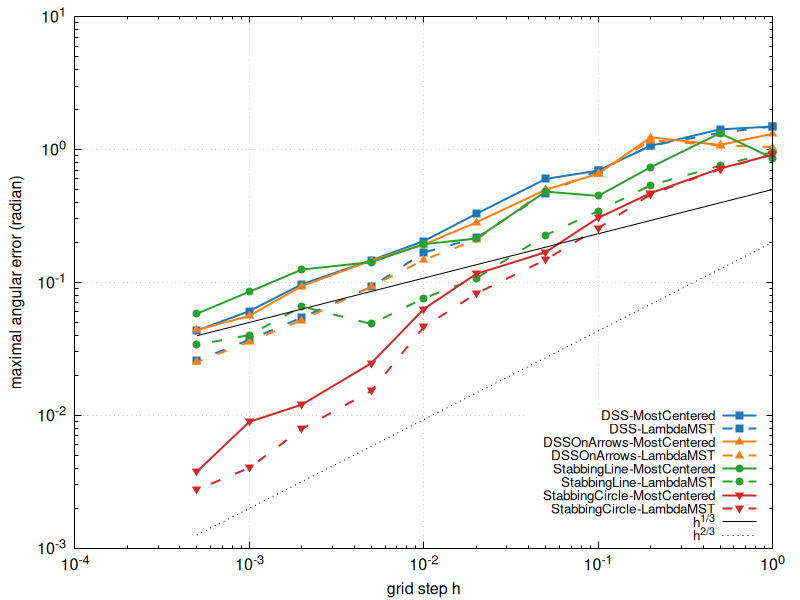 10^1
10^0
10^-1
10^-2
10^-3
maximal angular error (radian)
DSS-MostCentered
DSS-LambdaMST
DSSOnArrows-MostCentered
DSSOnArrows-LambdaMST
StabbingLine-MostCentered
StabbingLine-LambdaMST
StabbingCircle-MostCentered
StabbingCircle-LambdaMST
h^1/3
h^2/3
10^-4 10^-3 10^-2 10^-1 10^0
grid step h